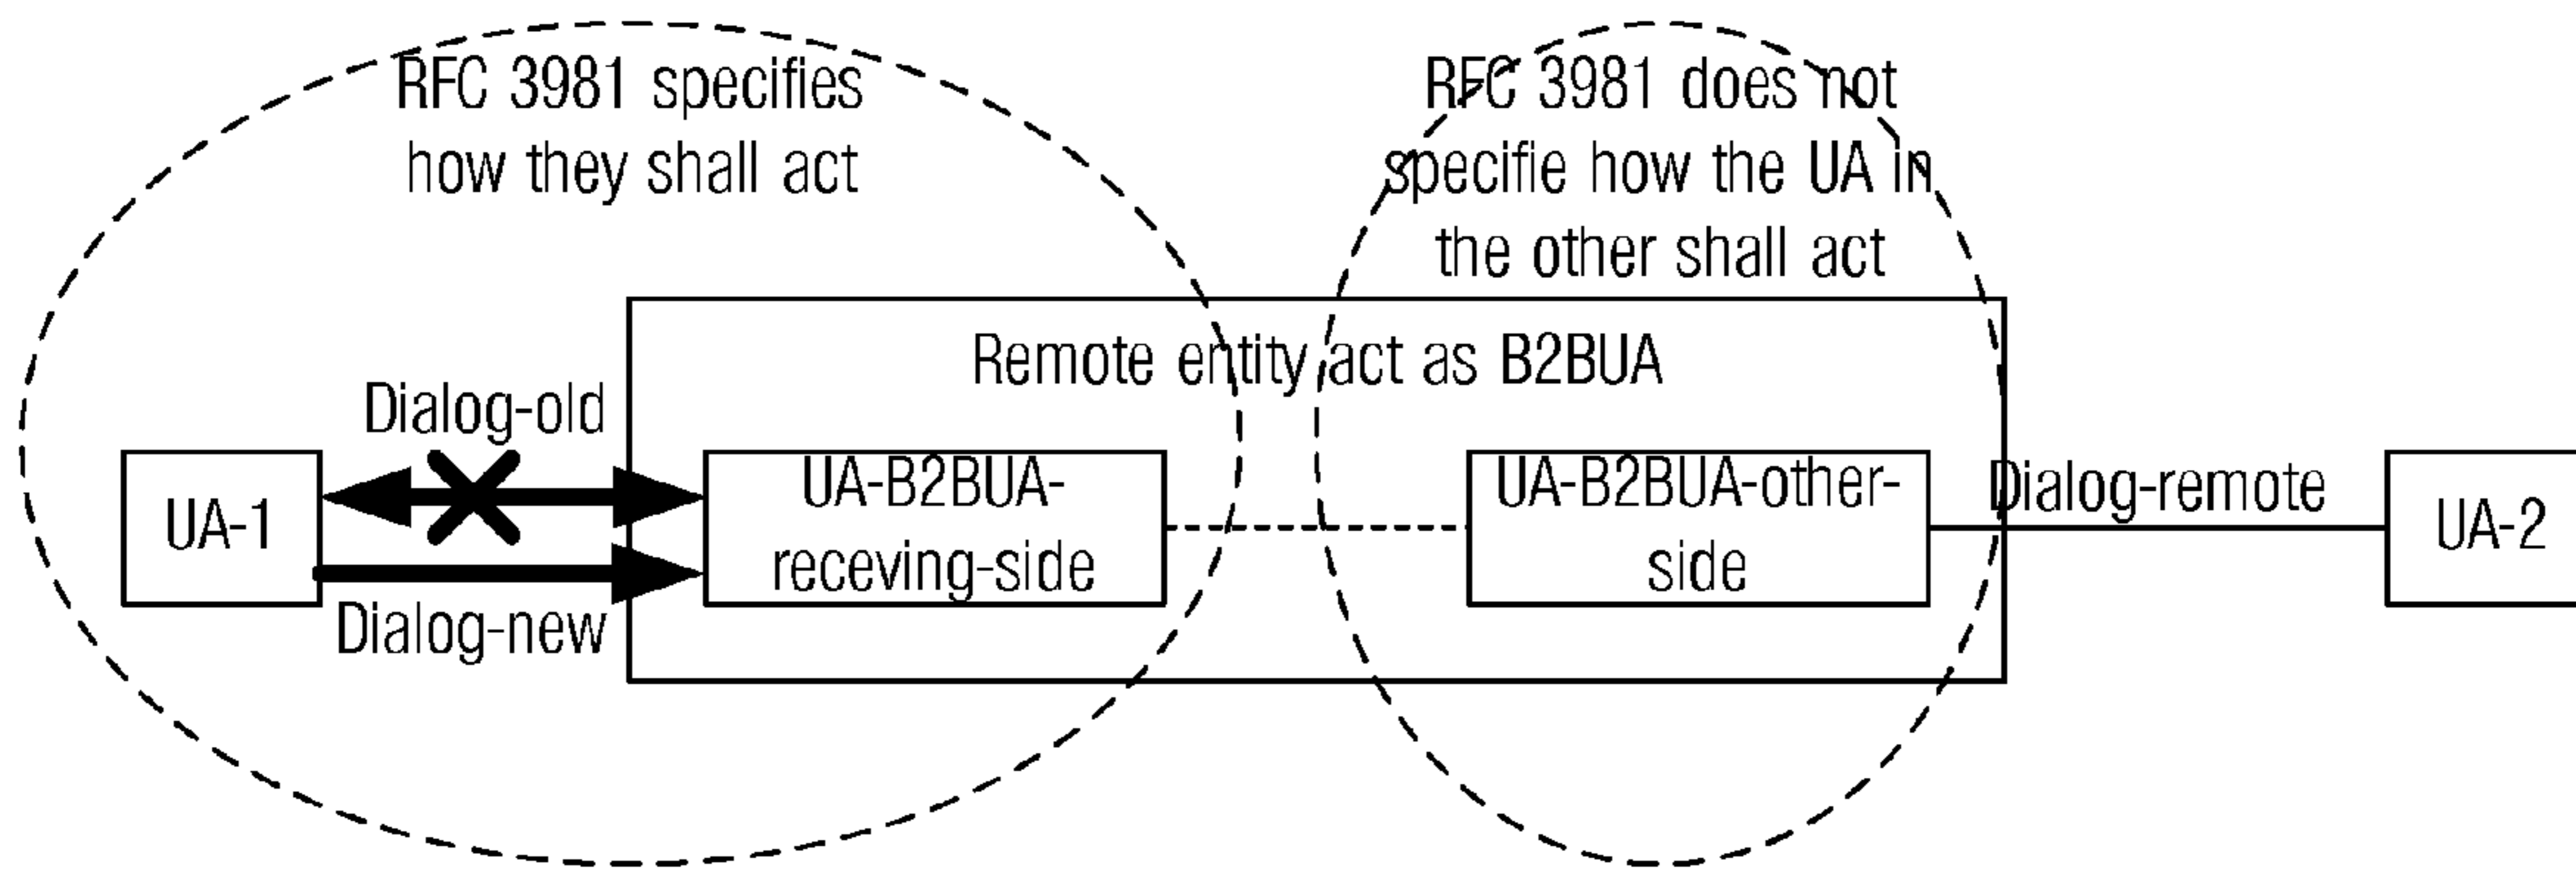 RFC 3981 specifies
how they shall act
RFC 3981 does not
specifie how the UA in
the other shall act
Remote entity act as B2BUA
Dialog-old
UA-1
UA-B2BUA-
receving-side
UA-B2BUA-other-
side
Dialog-remote
UA-2
Dialog-new